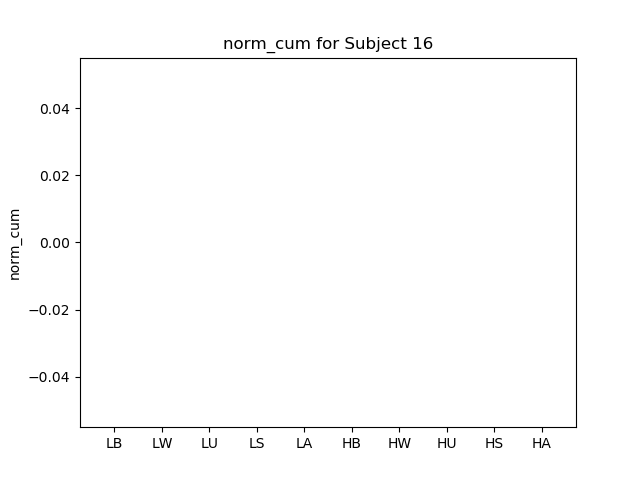 norm_cum for Subject 16
norm_cum
0.04
0.02
0.00
−0.02
−0.04
LB LW LU LS LA HB HW HU HS HA